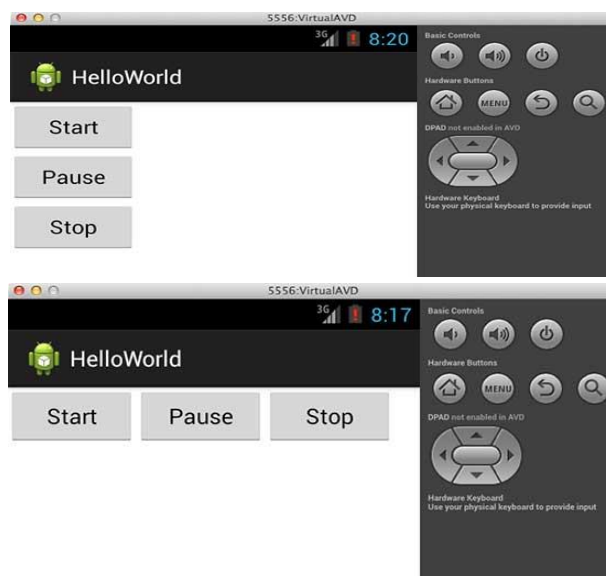 5556:VirtualAVD
3G 8:20
HelloWorld
Start
Pause
Stop
Basic Controls
Hardware Buttons
MENU
DPAD not enabled in AVD
Hardware Keyboard
Use your physical keyboard to provide input
5556:VirtualAVD
3G 8:17
HelloWorld
Start Pause Stop
Basic Controls
Hardware Buttons
MENU
DPAD not enabled in AVD
Hardware Keyboard
Use your physical keyboard to provide input